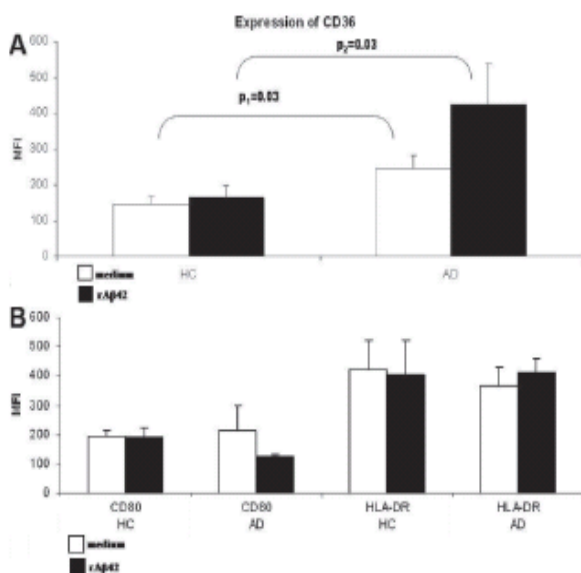 Expression of CD36
A
600
500
400
300
200
100
0
MFI
p₂=0.03
p₁=0.03
HC
AD
medium
rAβ42
B
600
500
400
300
200
100
0
MFI
CD80 CD80 HLA-DR HLA-DR
HC AD HC AD
medium
rAβ42